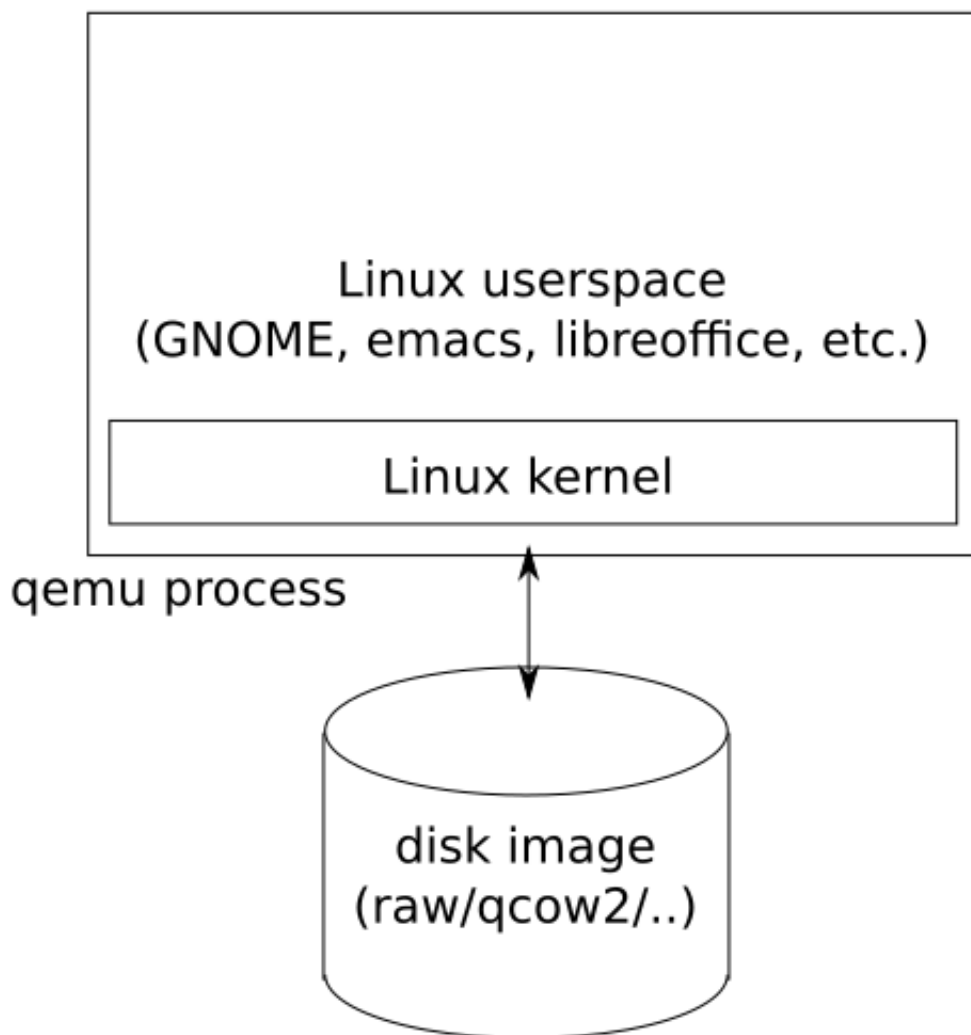 Linux userspace
(GNOME, emacs, libreoffice, etc.)
Linux kernel
qemu process
disk image
(raw/qcow2/..)